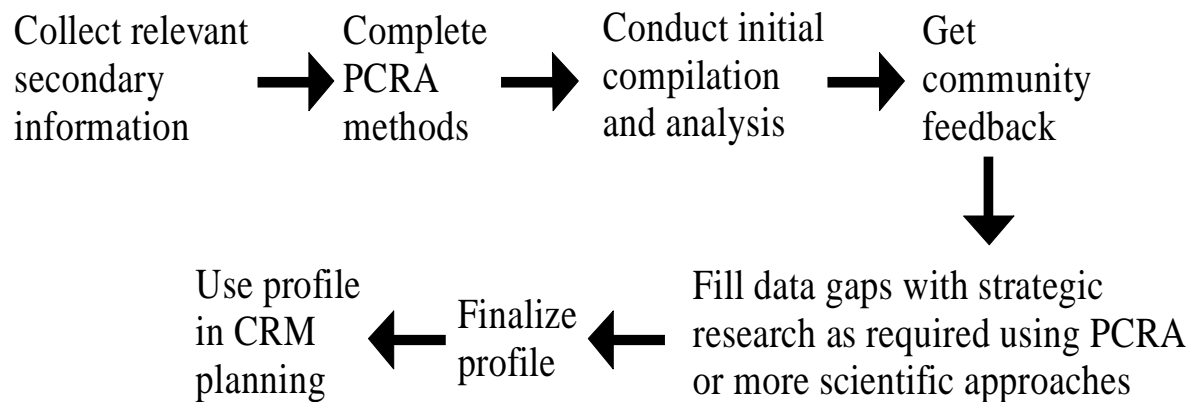 Collect relevant
secondary
information
Complete
PCRA
methods
Conduct initial
compilation
and analysis
Get
community
feedback
Fill data gaps with strategic
research as required using PCRA
or more scientific approaches
Finalize
profile
Use profile
in CRM
planning